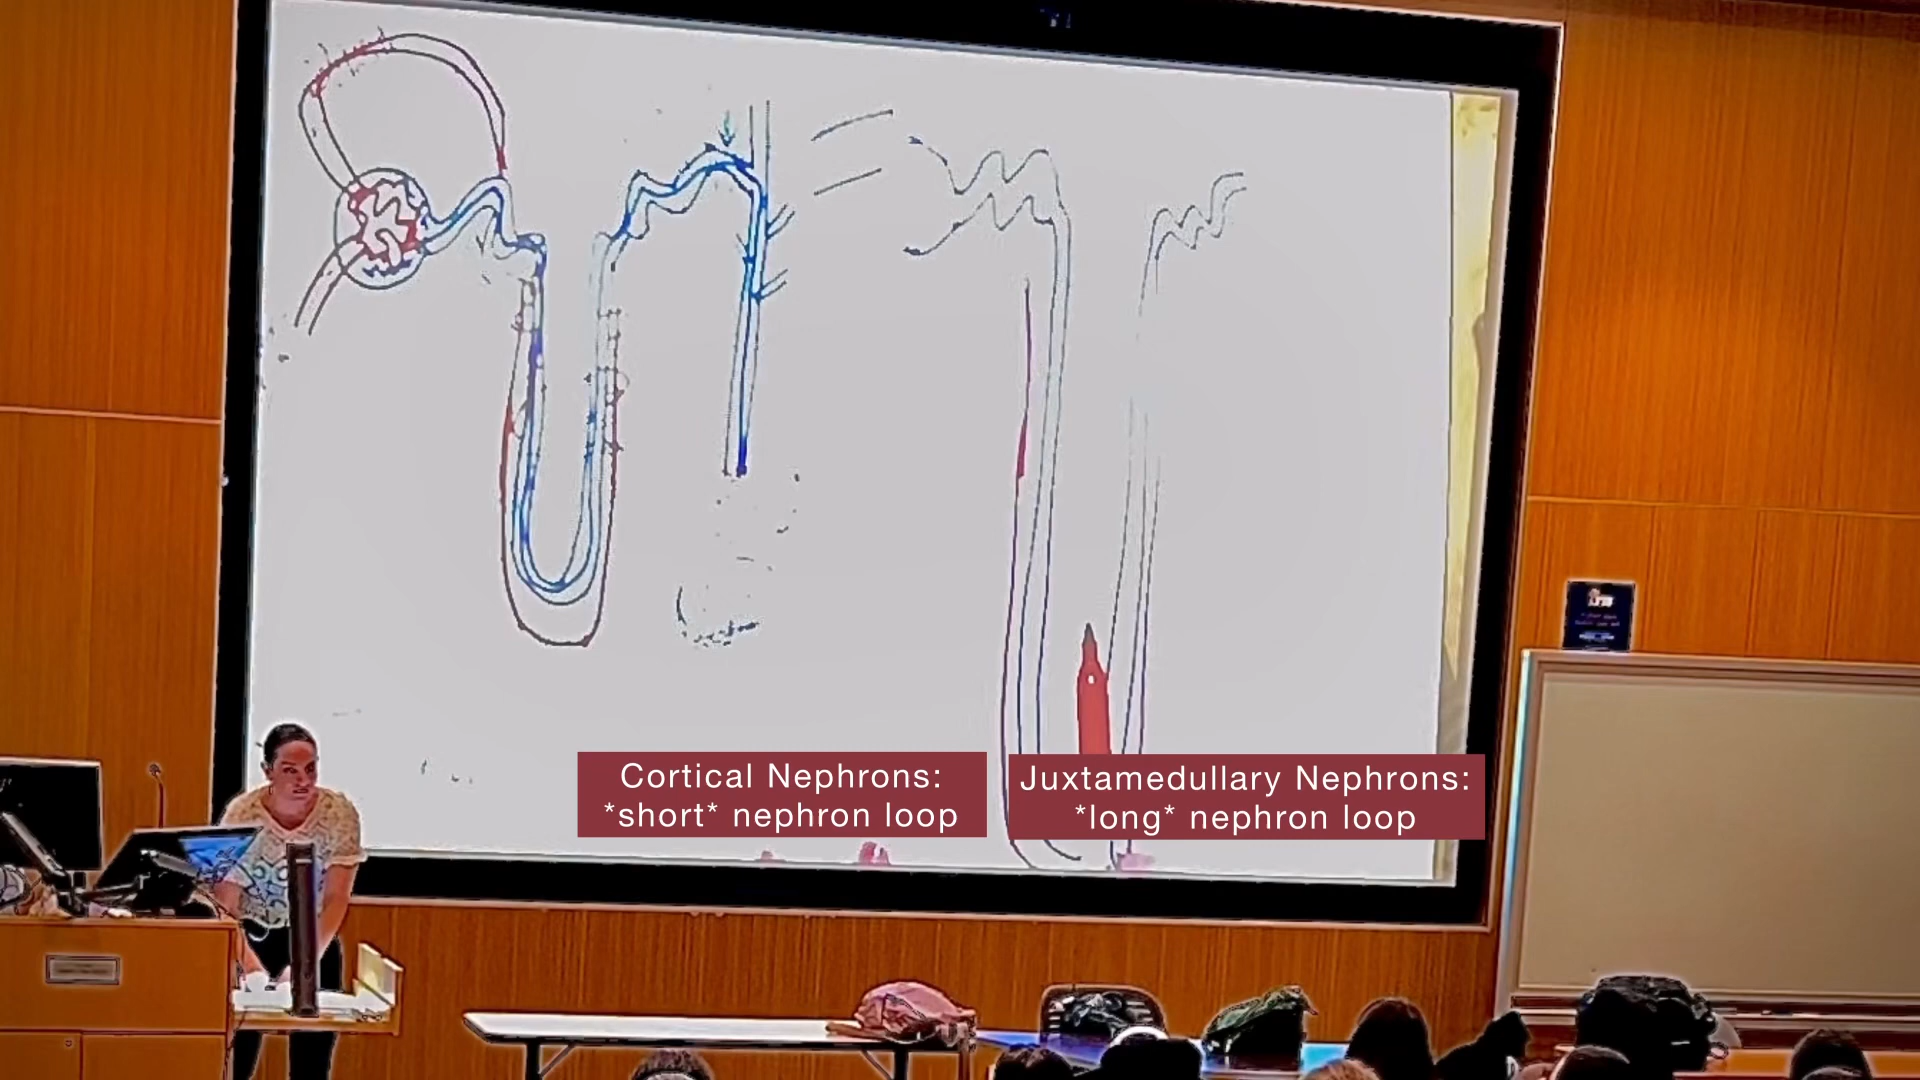 Cortical Nephrons:
*short* nephron loop
Juxtamedullary Nephrons:
*long* nephron loop